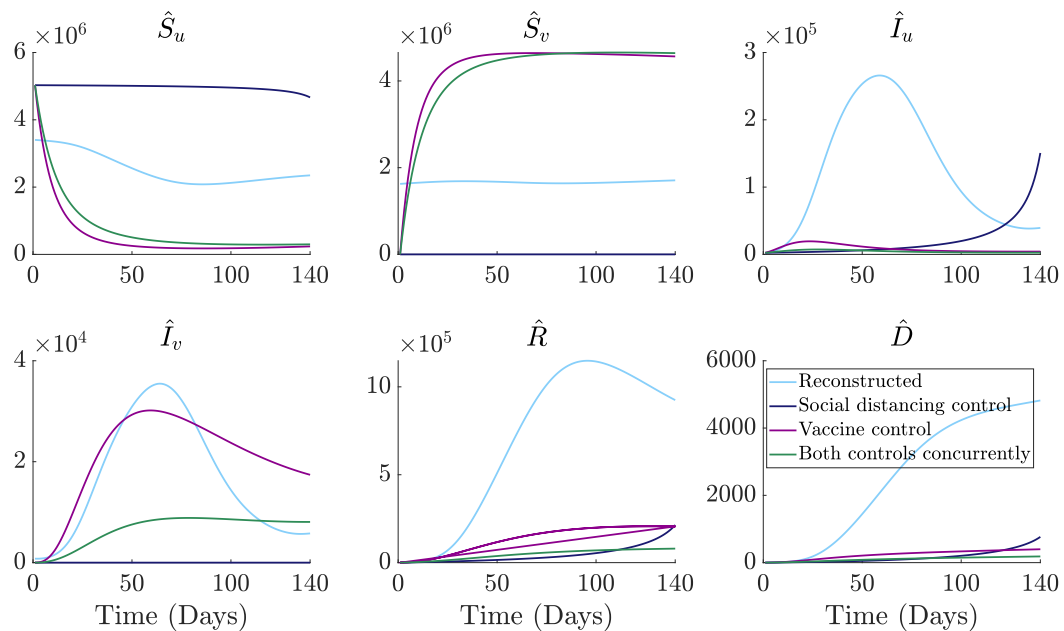 Ŝ_u
×10^6
6
4
2
0
0 50 100 140
Ŝ_v
×10^6
4
2
0
0 50 100 140
Î_u
×10^5
3
2
1
0
0 50 100 140
Î_v
×10^4
4
2
0
0 50 100 140
Time (Days)
R̂
×10^5
10
5
0
0 50 100 140
Time (Days)
D̂
6000
4000
2000
0
0 50 100 140
Time (Days)
Reconstructed
Social distancing control
Vaccine control
Both controls concurrently